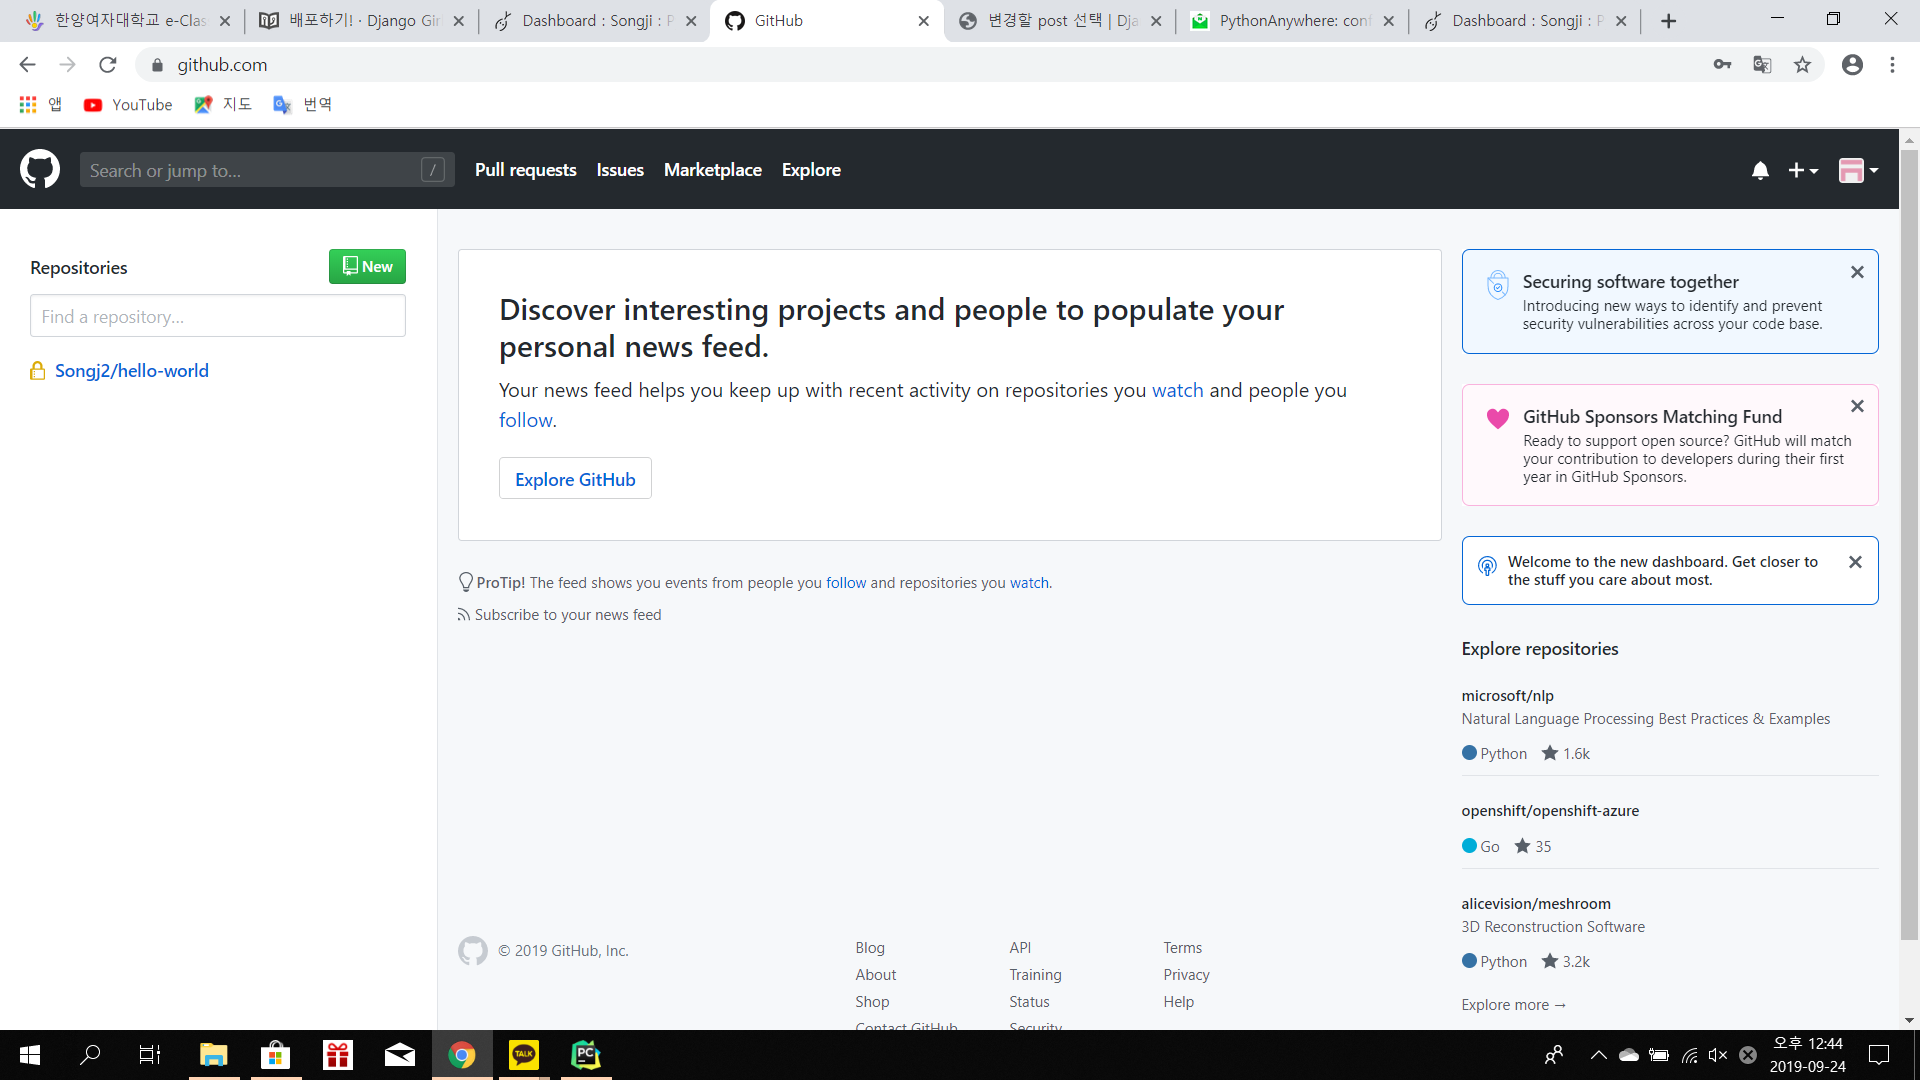 한양여자대학교 e-Clas
배포하기! · Django Gir
Dashboard : Songji : P
GitHub
변경할 post 선택 | Dja
PythonAnywhere: conf
Dashboard : Songji : P
github.com
앱
YouTube
지도
번역
Search or jump to...
/
Pull requests
Issues
Marketplace
Explore
Repositories
New
Find a repository...
Songj2/hello-world
Discover interesting projects and people to populate your
personal news feed.
Your news feed helps you keep up with recent activity on repositories you watch and people you
follow.
Explore GitHub
ProTip! The feed shows you events from people you follow and repositories you watch.
Subscribe to your news feed
Securing software together
Introducing new ways to identify and prevent
security vulnerabilities across your code base.
GitHub Sponsors Matching Fund
Ready to support open source? GitHub will match
your contribution to developers during their first
year in GitHub Sponsors.
Welcome to the new dashboard. Get closer to
the stuff you care about most.
Explore repositories
microsoft/nlp
Natural Language Processing Best Practices & Examples
Python 1.6k
openshift/openshift-azure
Go 35
alicevision/meshroom
3D Reconstruction Software
Python 3.2k
Explore more →
© 2019 GitHub, Inc.
Blog
About
Shop
Contact GitHub
API
Training
Status
Security
Terms
Privacy
Help
TALK
PC
오후 12:44
2019-09-24